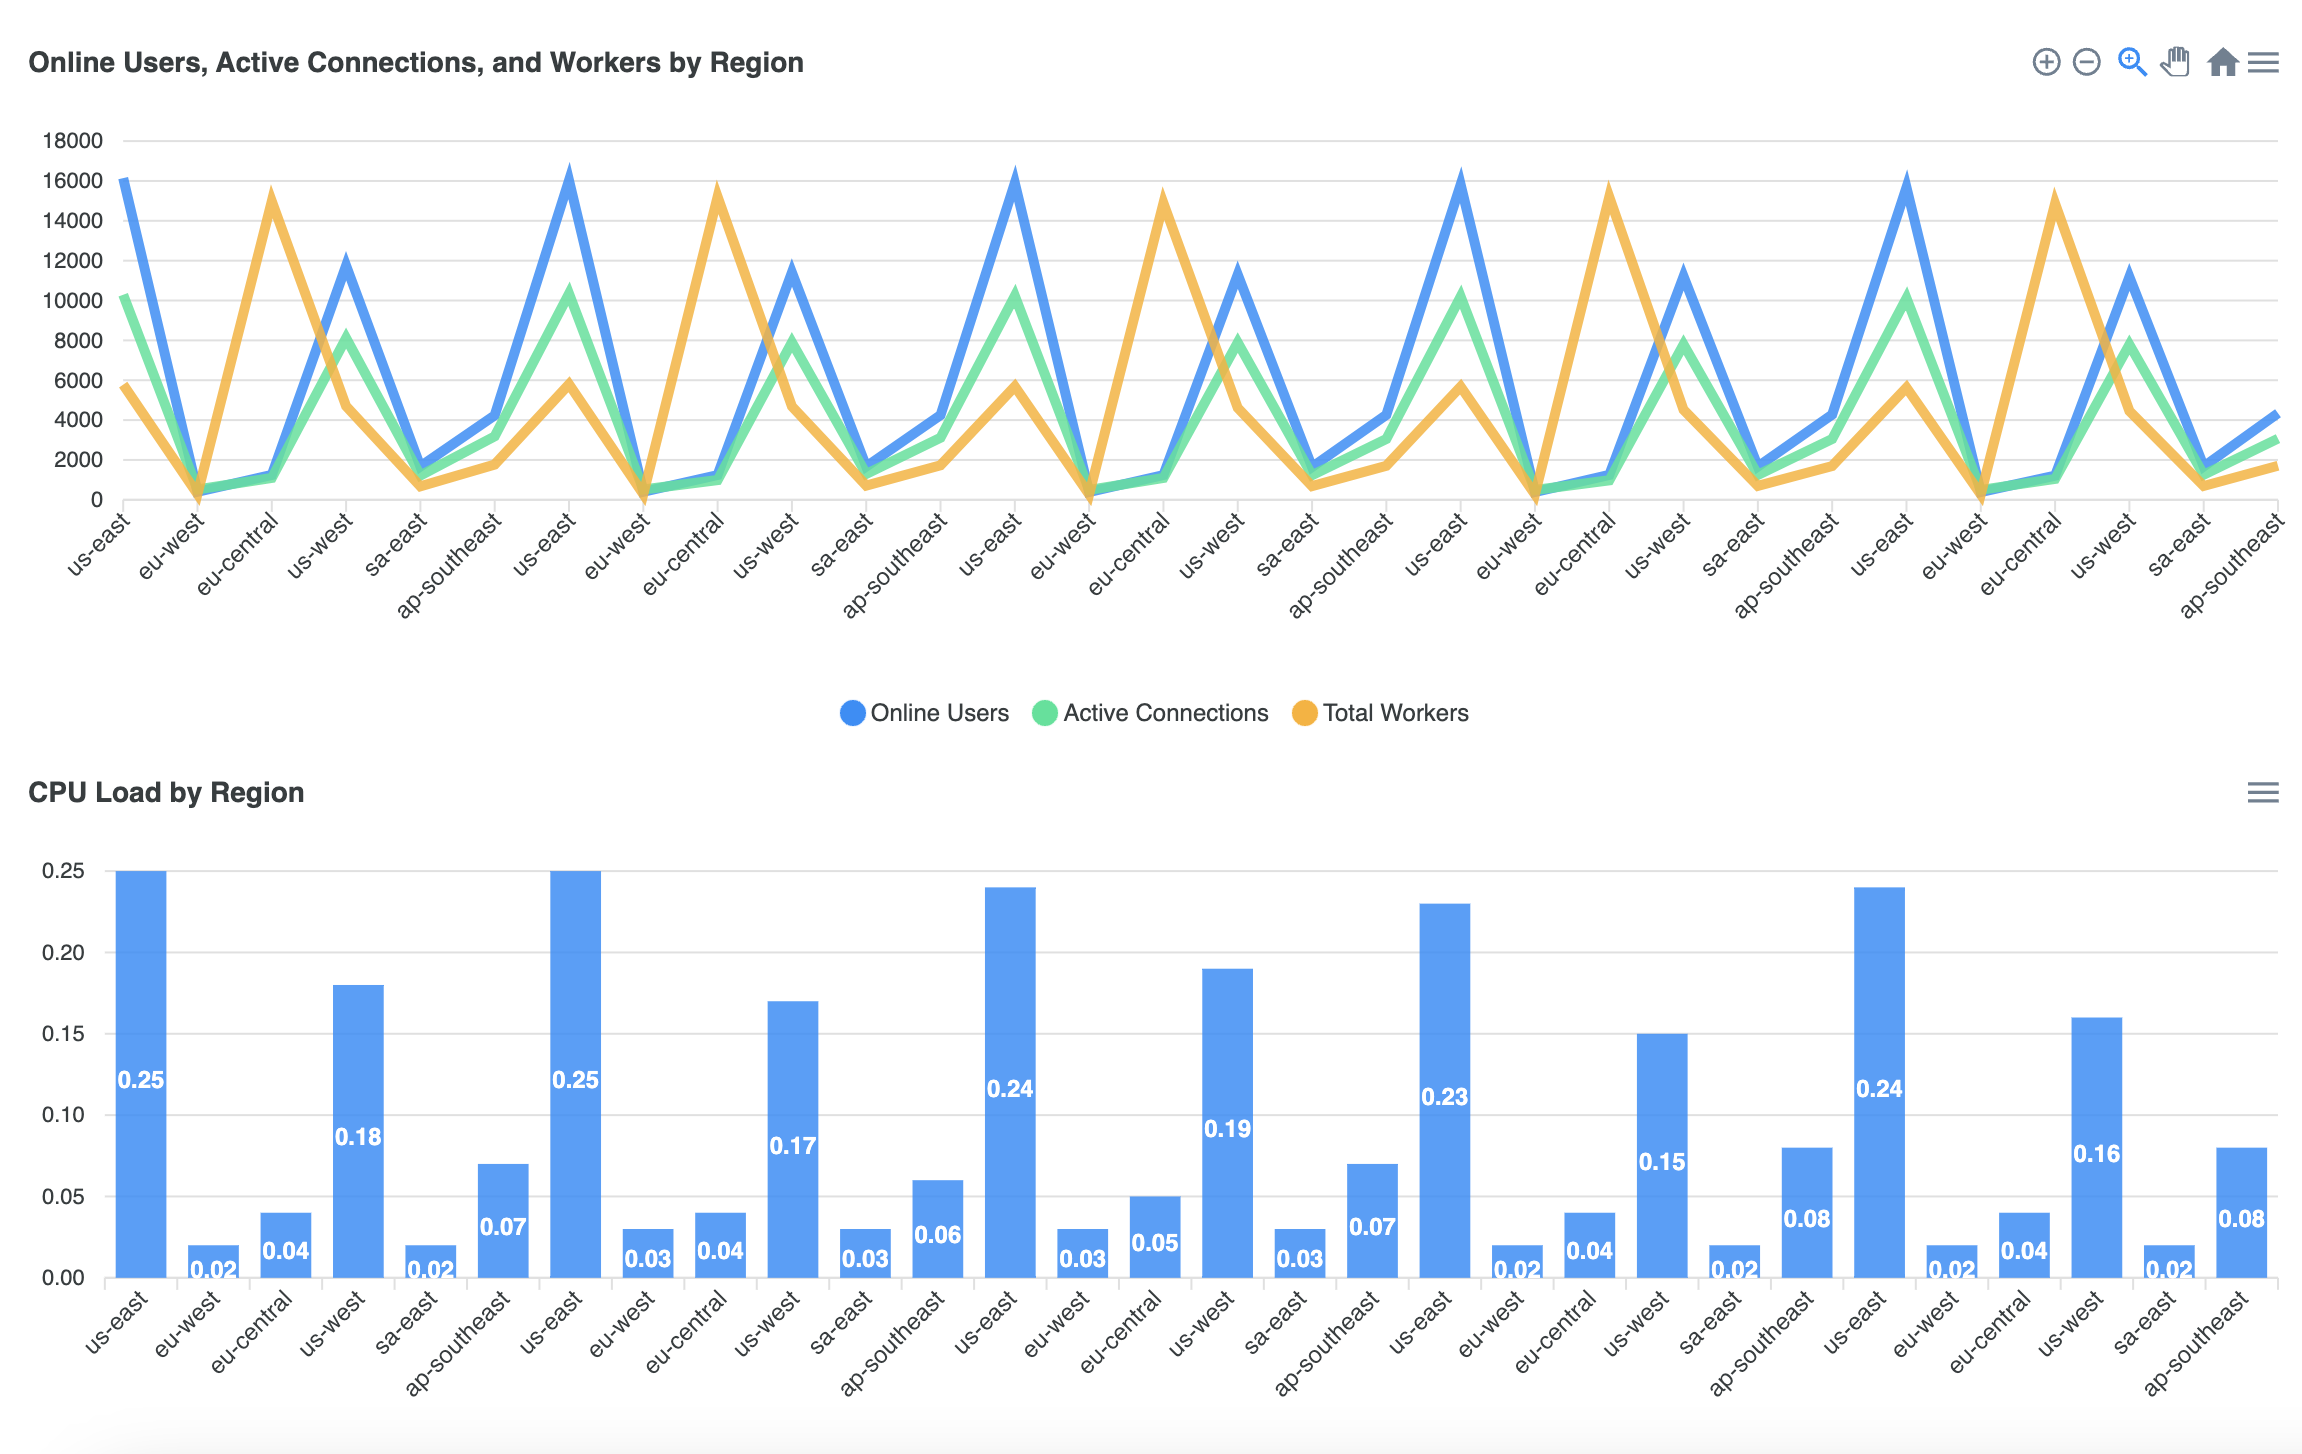 Online Users, Active Connections, and Workers by Region
18000
16000
14000
12000
10000
8000
6000
4000
2000
0
us-east eu-west eu-central us-west sa-east ap-southeast us-east eu-west eu-central us-west sa-east ap-southeast us-east eu-west eu-central us-west sa-east ap-southeast us-east eu-west eu-central us-west sa-east ap-southeast us-east eu-west eu-central us-west sa-east ap-southeast
Online Users Active Connections Total Workers
CPU Load by Region
0.25
0.20
0.15
0.10
0.05
0.00
0.25 0.02 0.04 0.18 0.02 0.07 0.25 0.03 0.04 0.17 0.03 0.06 0.24 0.03 0.05 0.19 0.03 0.07 0.23 0.02 0.04 0.15 0.02 0.08 0.24 0.02 0.04 0.16 0.02 0.08
us-east eu-west eu-central us-west sa-east ap-southeast us-east eu-west eu-central us-west sa-east ap-southeast us-east eu-west eu-central us-west sa-east ap-southeast us-east eu-west eu-central us-west sa-east ap-southeast us-east eu-west eu-central us-west sa-east ap-southeast